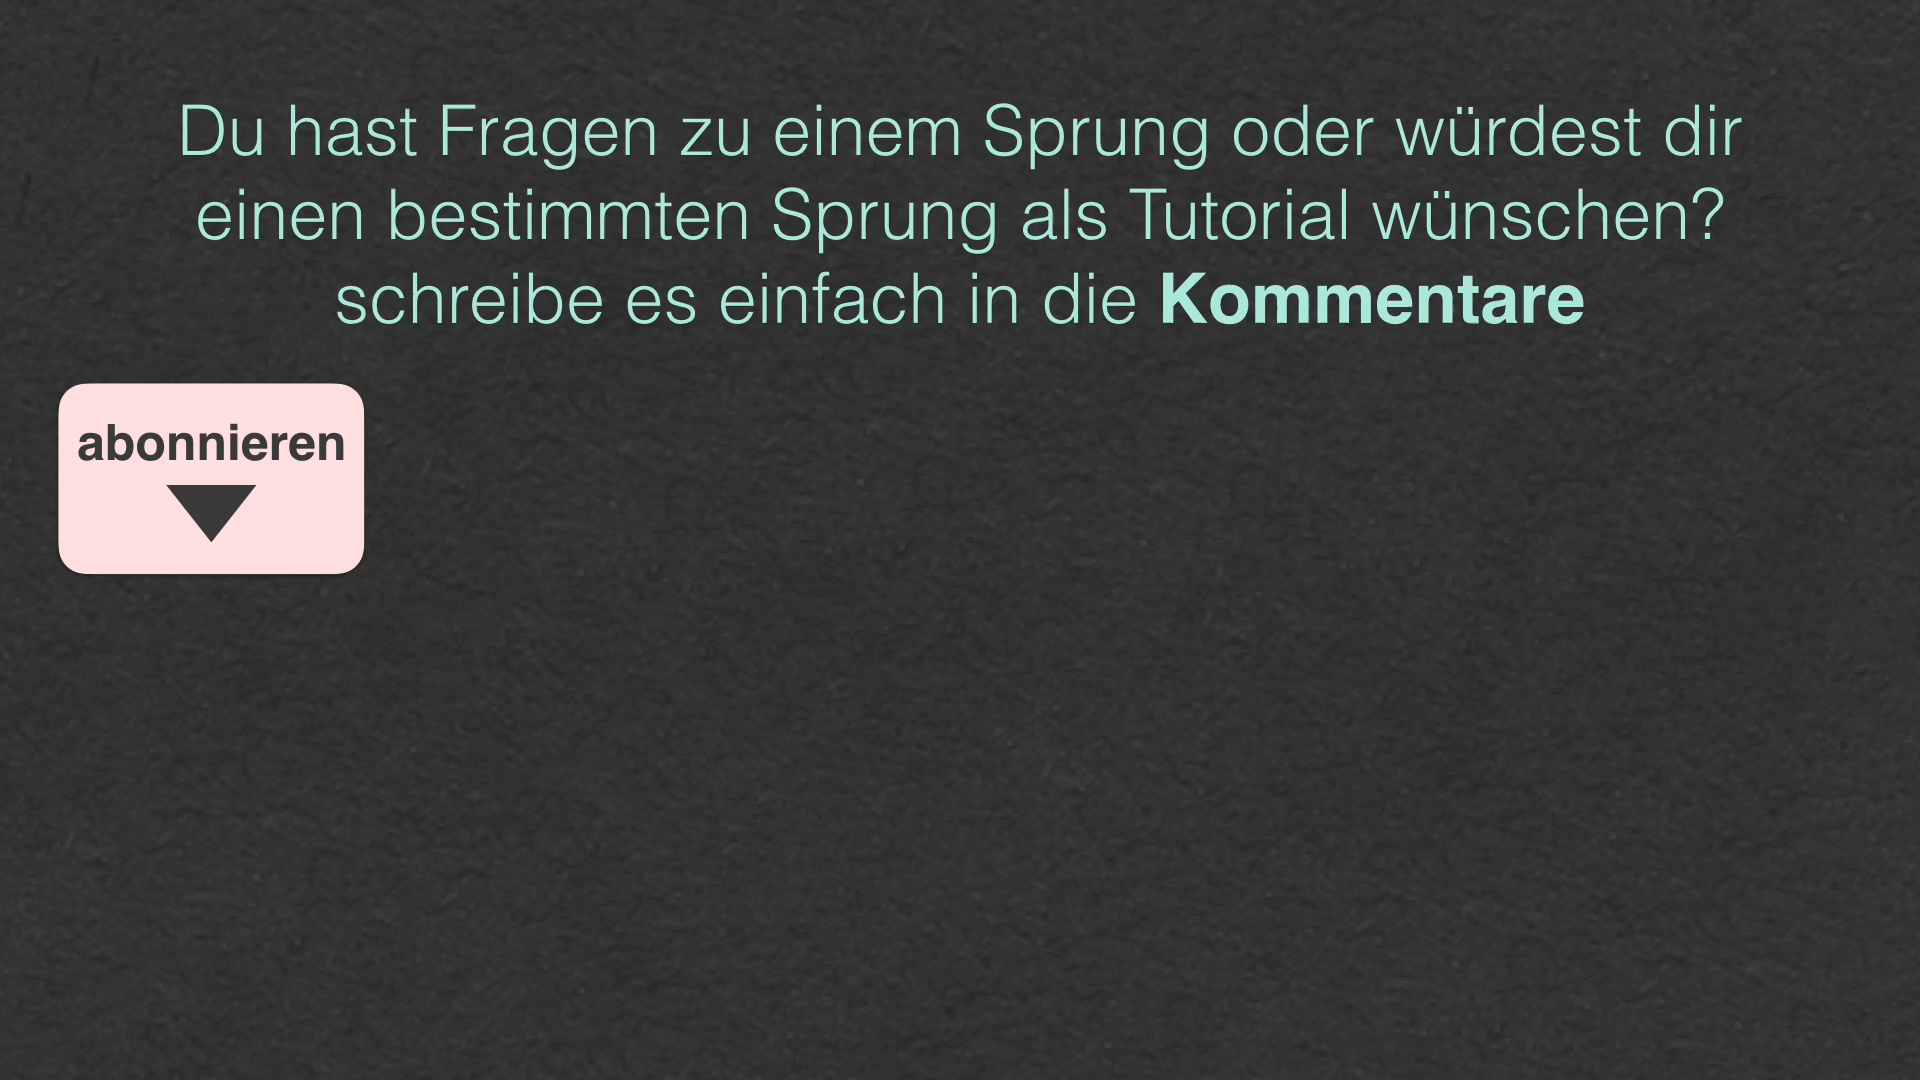 Du hast Fragen zu einem Sprung oder würdest dir
einen bestimmten Sprung als Tutorial wünschen?
schreibe es einfach in die Kommentare
abonnieren